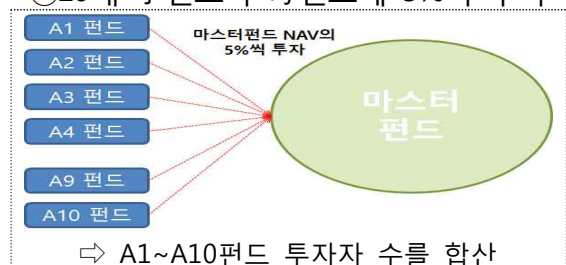 A1 펀드
A2 펀드
A3 펀드
A4 펀드
A9 펀드
A10 펀드
마스터펀드 NAV의
5%씩 투자
마스터
펀드
⇨ A1~A10펀드 투자자 수를 합산